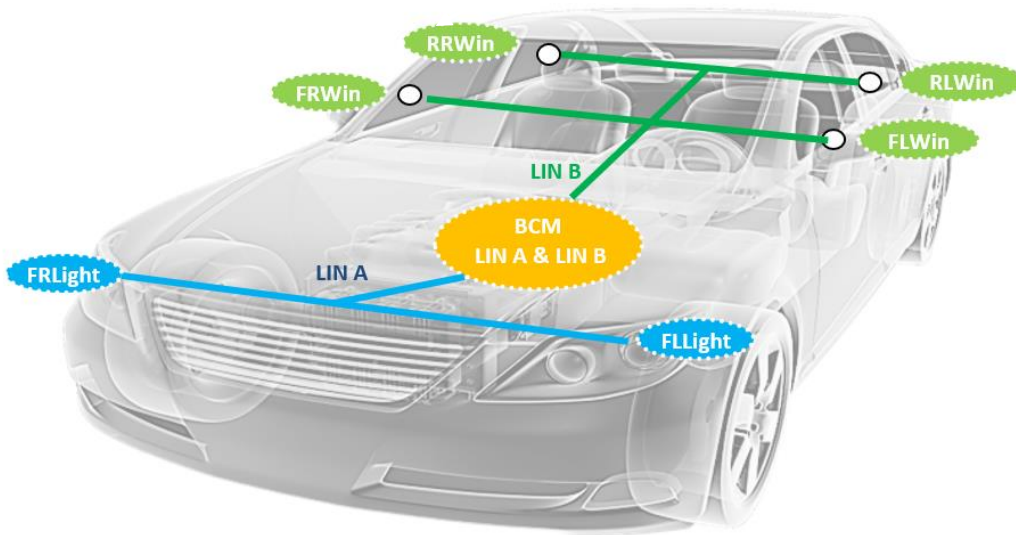 RRWin
RLWin
FRWin
FLWin
LIN B
BCM
LIN A & LIN B
FRLight
LIN A
FLLight